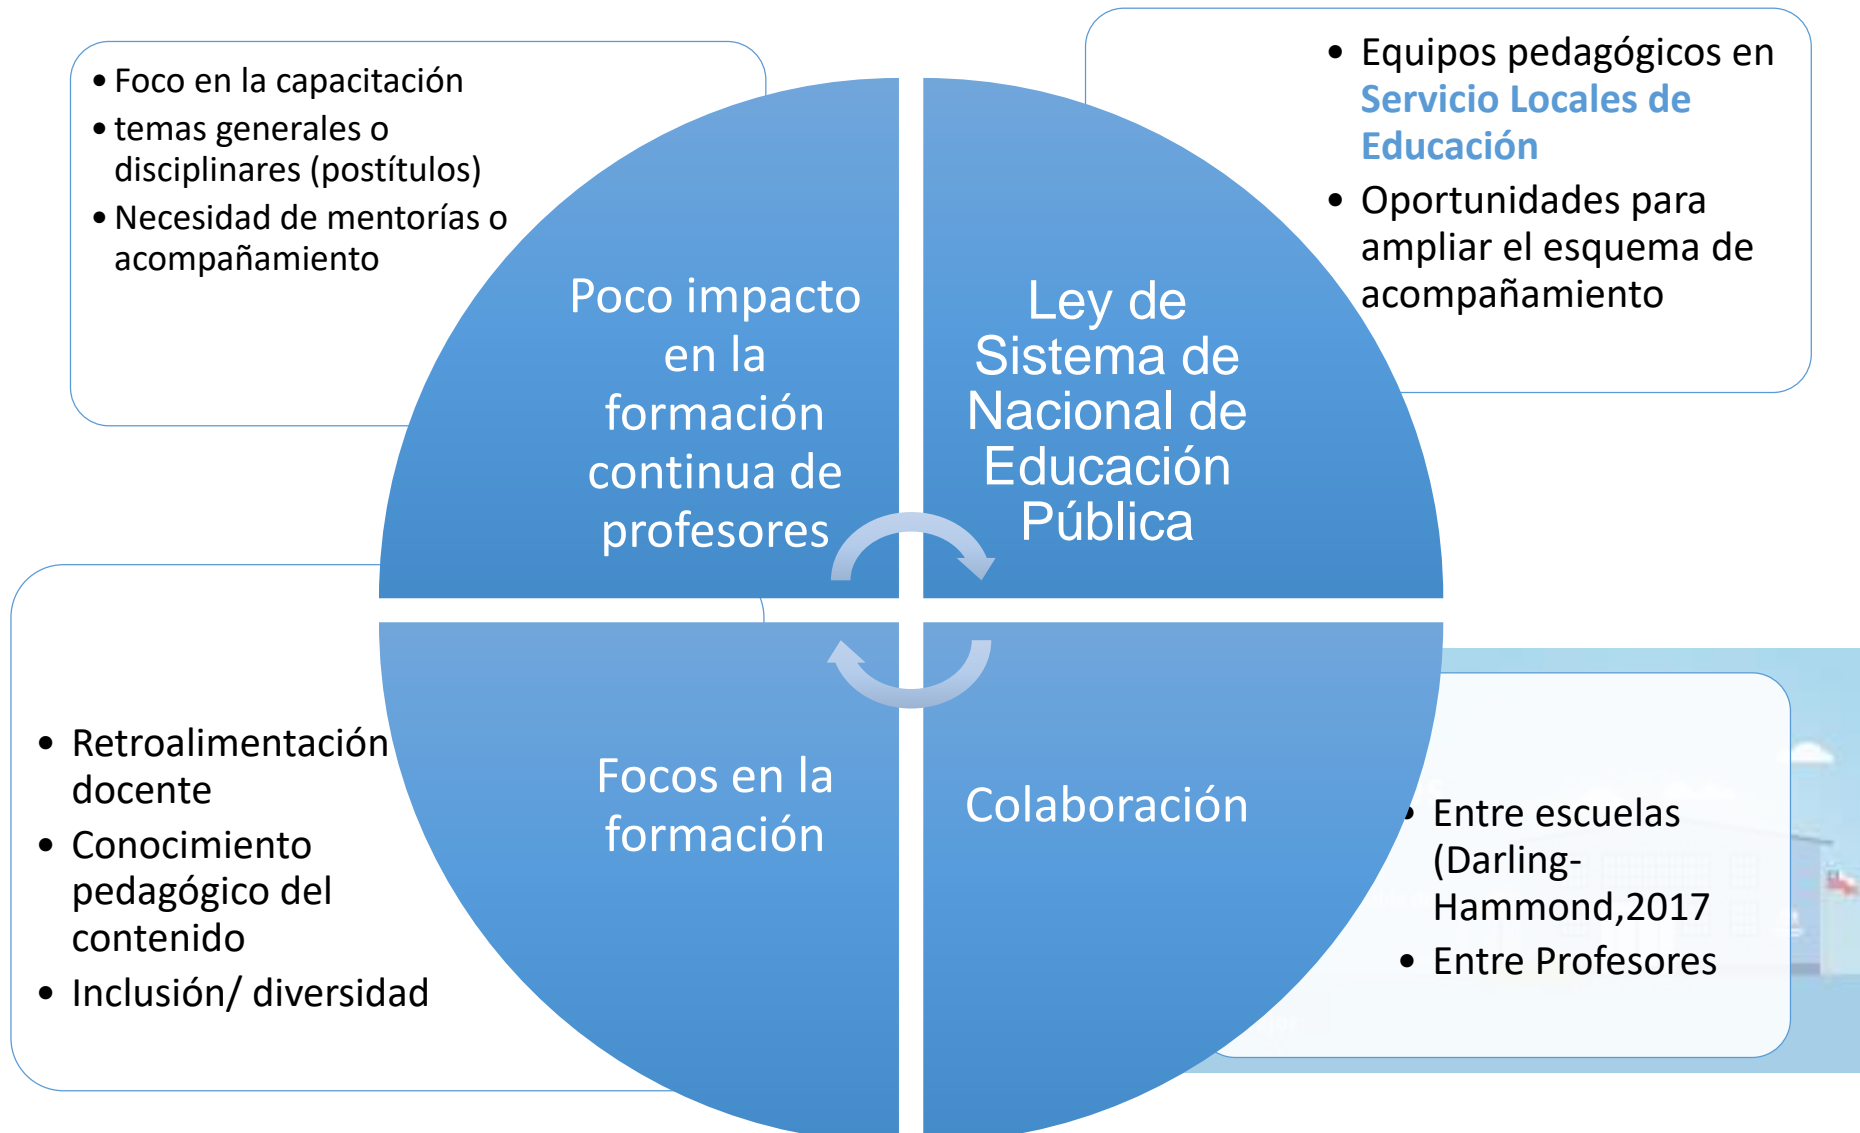 • Foco en la capacitación
• temas generales o
disciplinares (postítulos)
• Necesidad de mentorías o
acompañamiento
Poco impacto
en la
formación
continua de
profesores
• Equipos pedagógicos en
Servicio Locales de
Educación
• Oportunidades para
ampliar el esquema de
acompañamiento
Ley de
Sistema de
Nacional de
Educación
Pública
• Retroalimentación
docente
• Conocimiento
pedagógico del
contenido
• Inclusión/ diversidad
Focos en la
formación
Colaboración
• Entre escuelas
(Darling-
Hammond,2017
• Entre Profesores